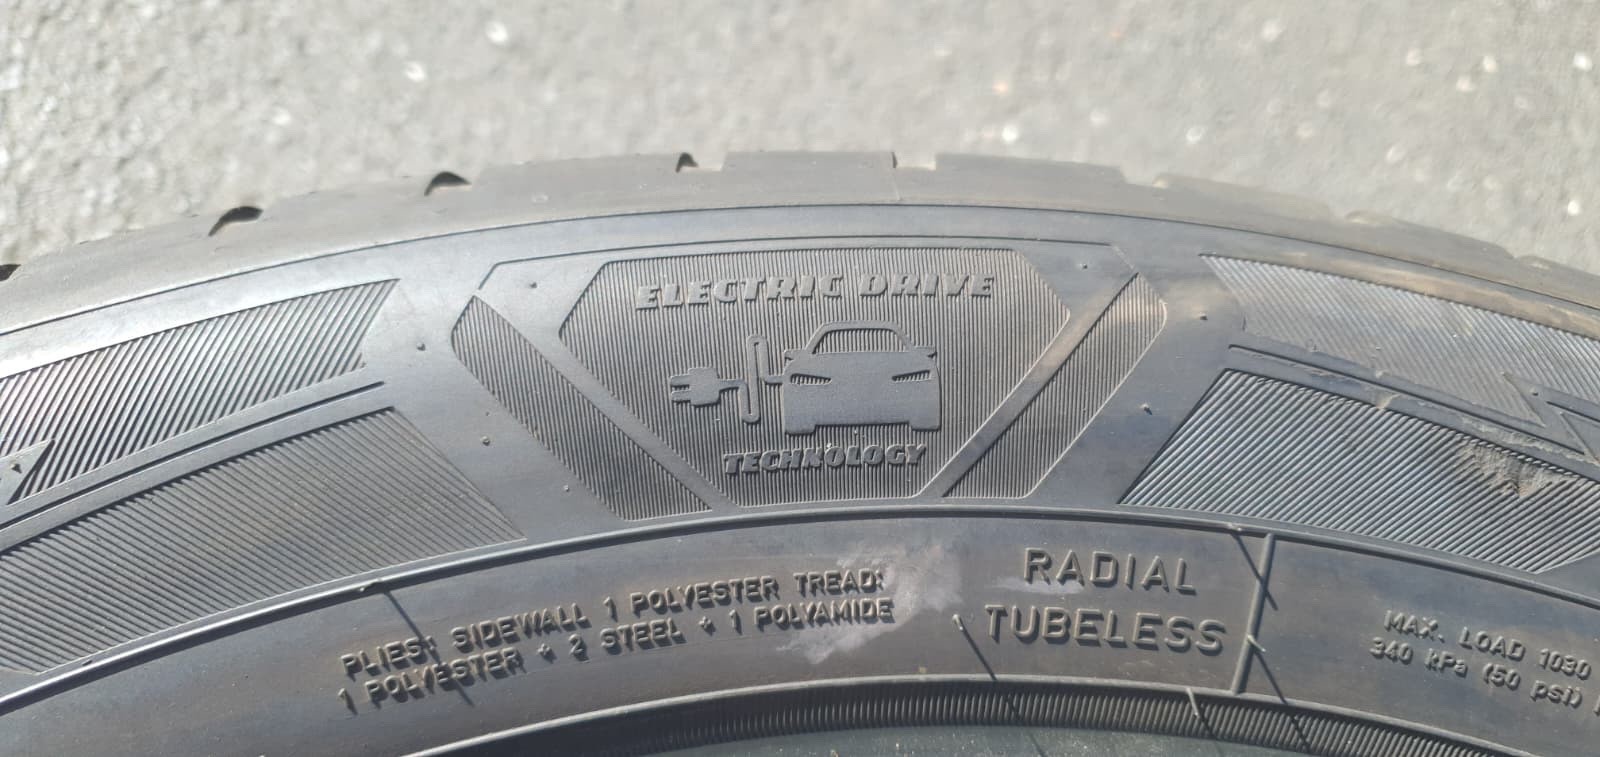 ELECTRIC DRIVE
TECHNOLOGY
PLIES: SIDEWALL 1 POLYESTER TREAD:
1 POLYESTER + 2 STEEL + 1 POLYAMIDE
RADIAL
TUBELESS
MAX. LOAD 1030
340 kPa (50 psi)